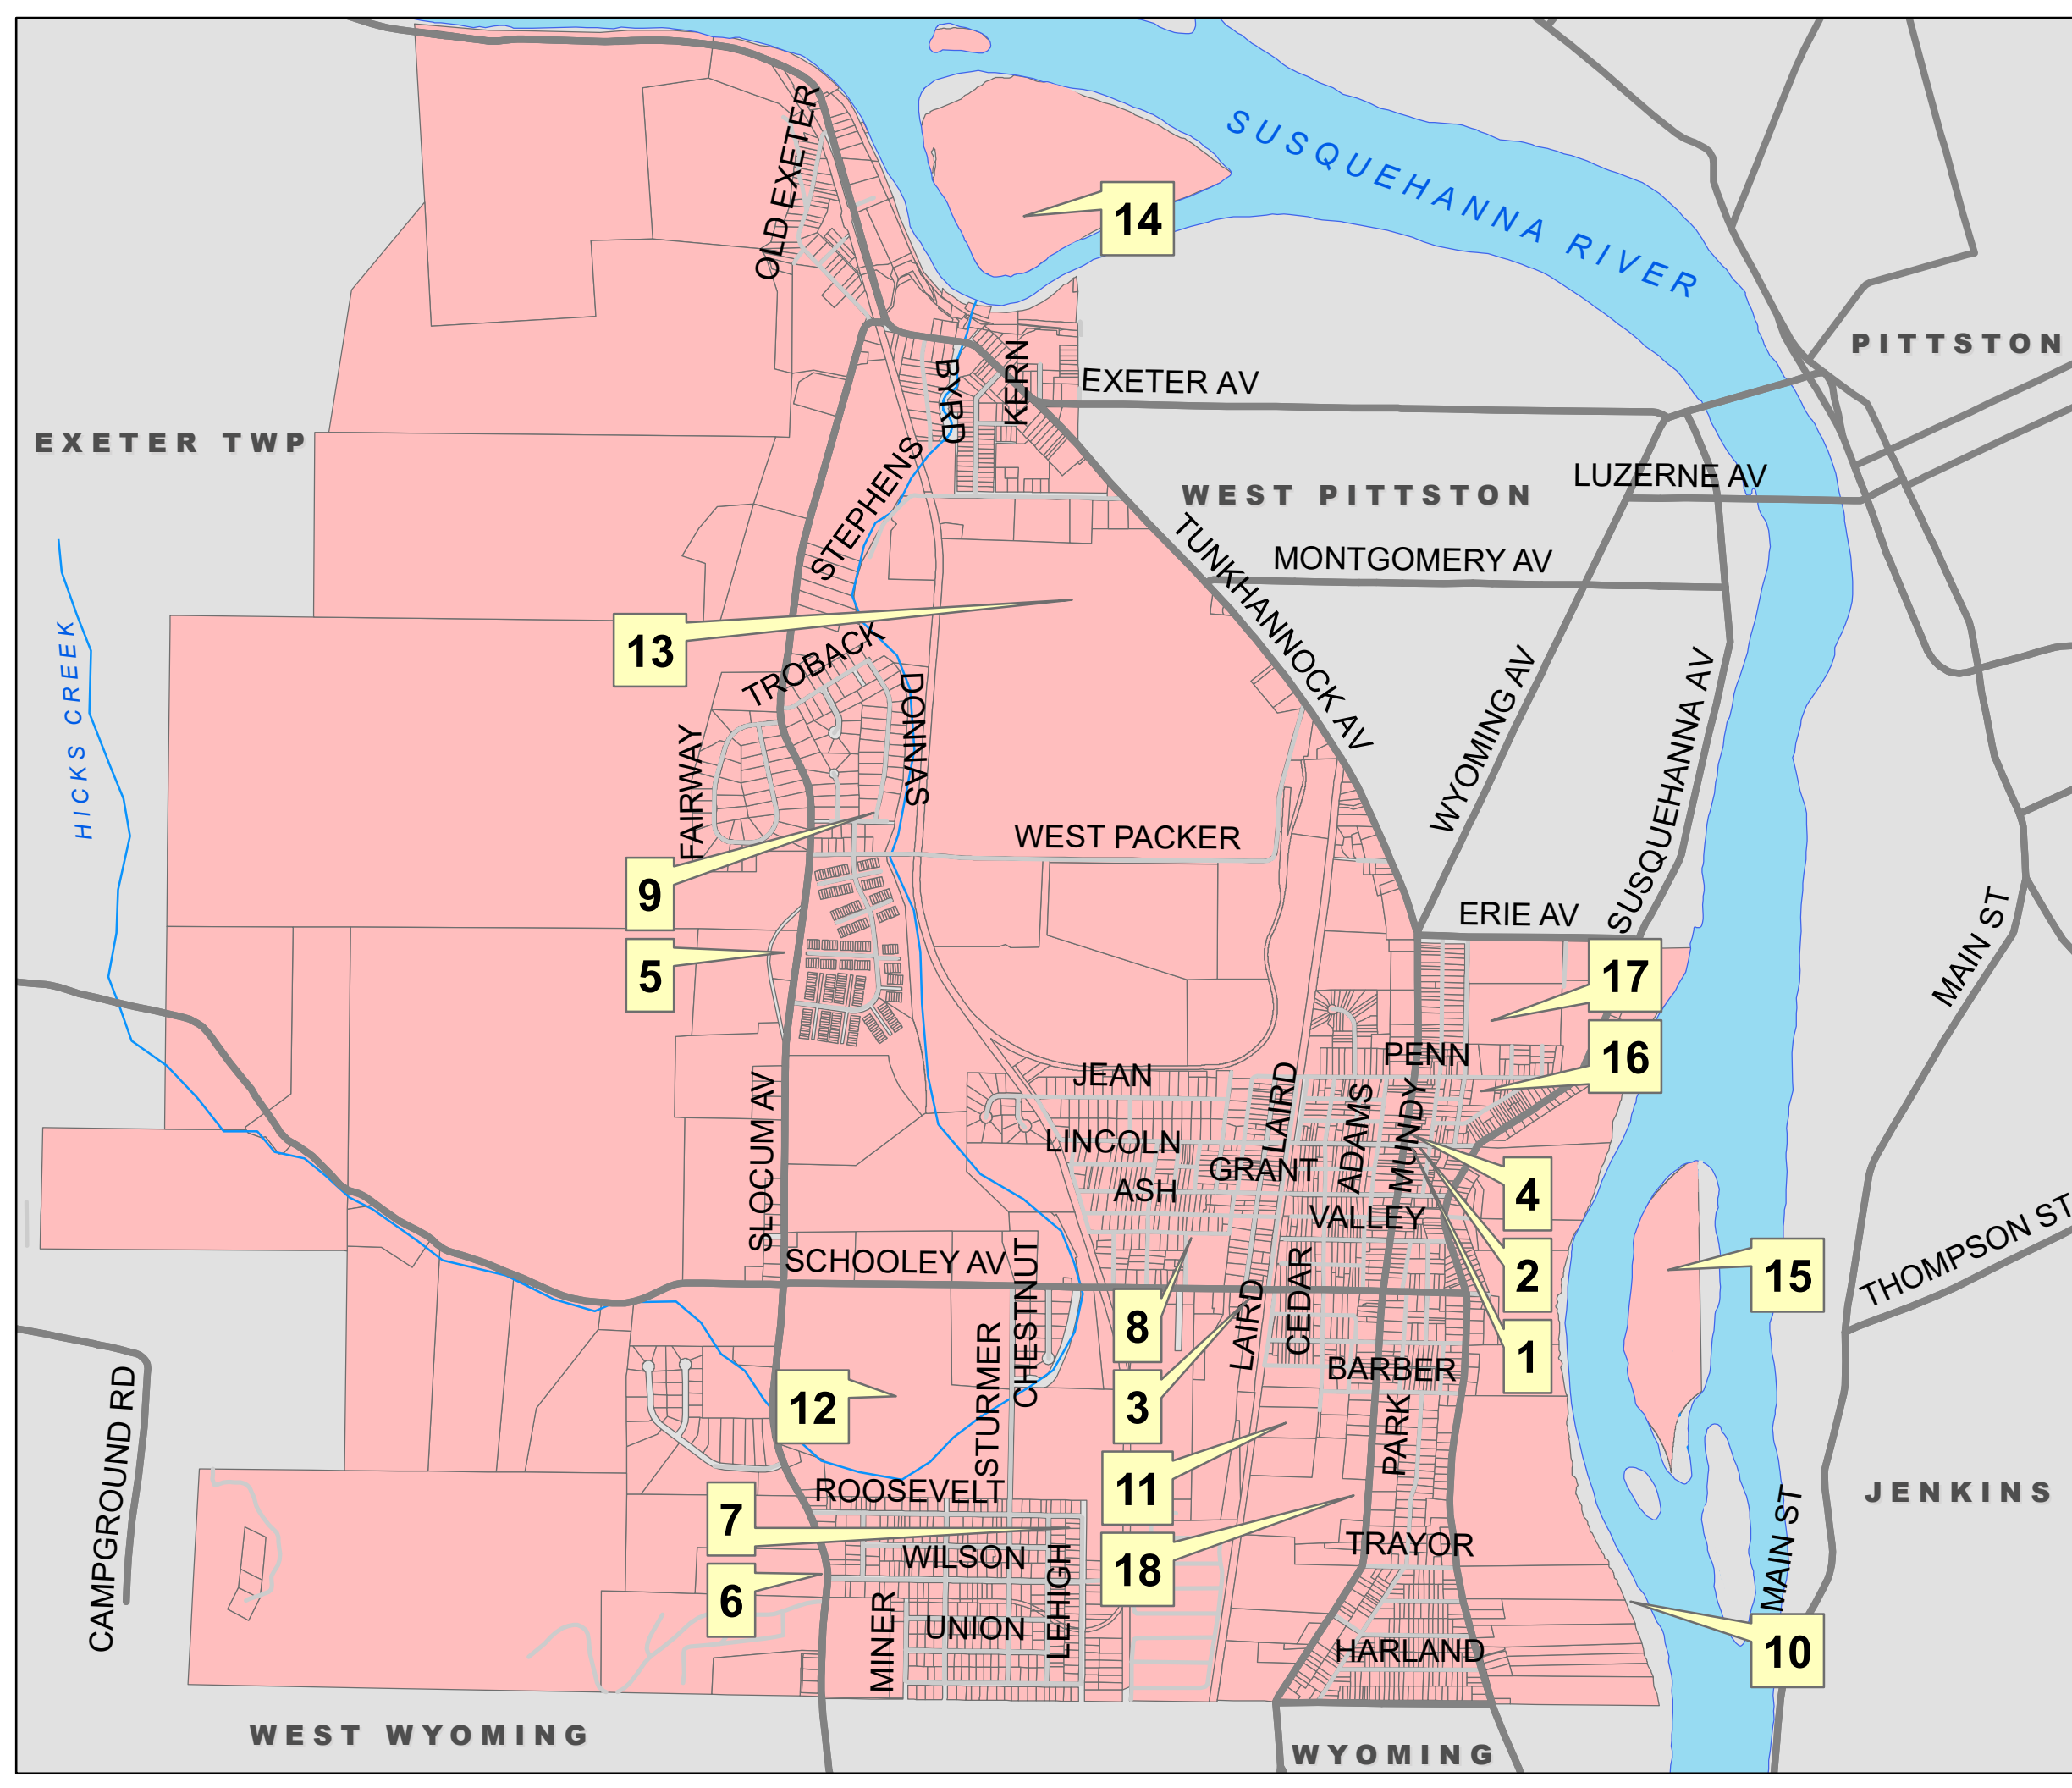 OLD EXETER
SUSQUEHANNA RIVER
14
PITTSTON
BYRD
KERN
EXETER AV
EXETER TWP
STEPHENS
WEST PITTSTON
LUZERNE AV
TUNKHANNOCK AV
MONTGOMERY AV
HICKS CREEK
13
TROBACK
DONNAS
FAIRWAY
WYOMING AV
SUSQUEHANNA AV
WEST PACKER
9
ERIE AV
MAIN ST
5
17
16
JEAN
PENN
SLOCUM AV
LAIRD
ADAMS
MUNDY
LINCOLN
GRANT
ASH
4
VALLEY
SCHOOLEY AV
CHESTNUT
CEDAR
2
15
THOMPSON ST
8
LAIRD
1
STURMER
BARBER
12
3
PARK
CAMPGROUND RD
11
ROOSEVELT
JENKINS
7
MAIN ST
WILSON
LEHIGH
18
TRAYOR
6
MINER
UNION
HARLAND
10
WEST WYOMING
WYOMING